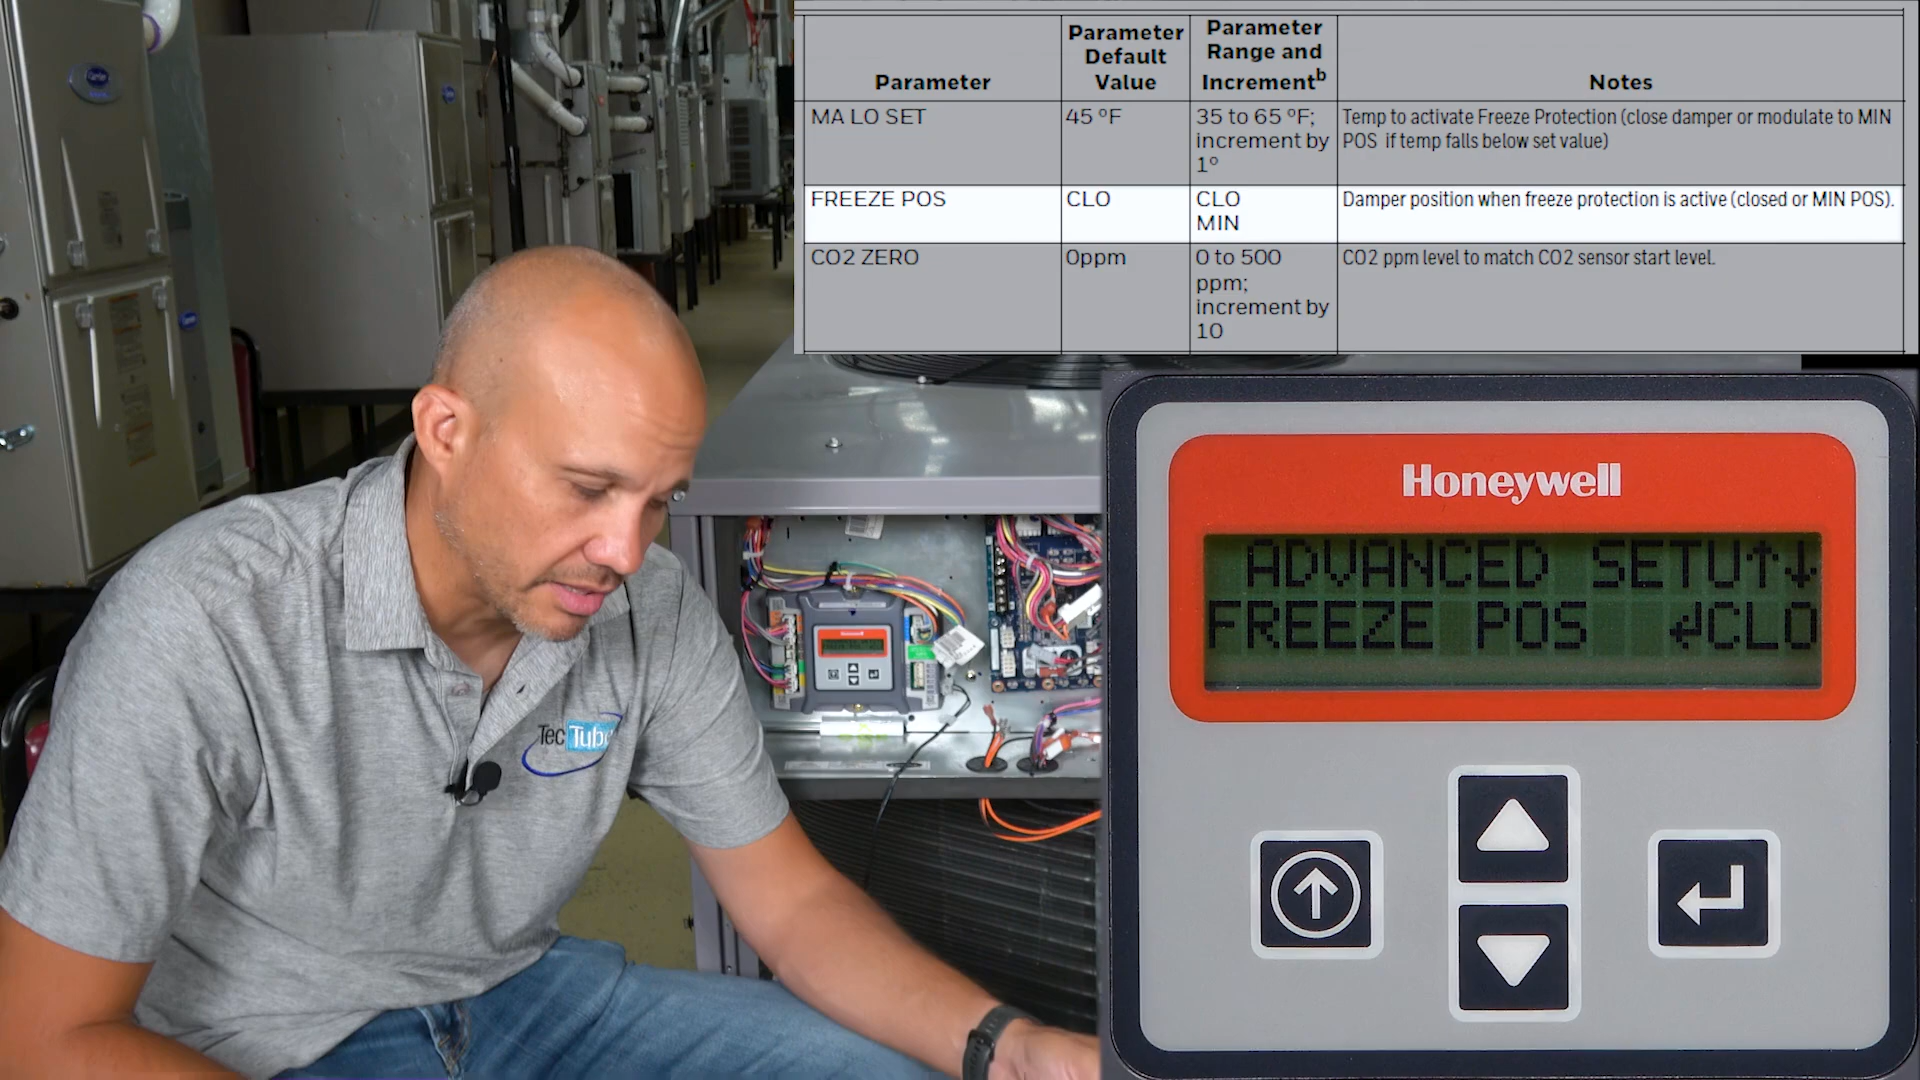 Parameter
Parameter
Default
Value
Parameter
Range and
Increment^b
Notes
MA LO SET
45 ºF
35 to 65 ºF;
increment by
1º
Temp to activate Freeze Protection (close damper or modulate to MIN
POS if temp falls below set value)
FREEZE POS
CLO
CLO
MIN
Damper position when freeze protection is active (closed or MIN POS).
CO2 ZERO
0ppm
0 to 500
ppm;
increment by
10
CO2 ppm level to match CO2 sensor start level.
Honeywell
ADVANCED SETU↑↓
FREEZE POS ↲CLO
TecTube